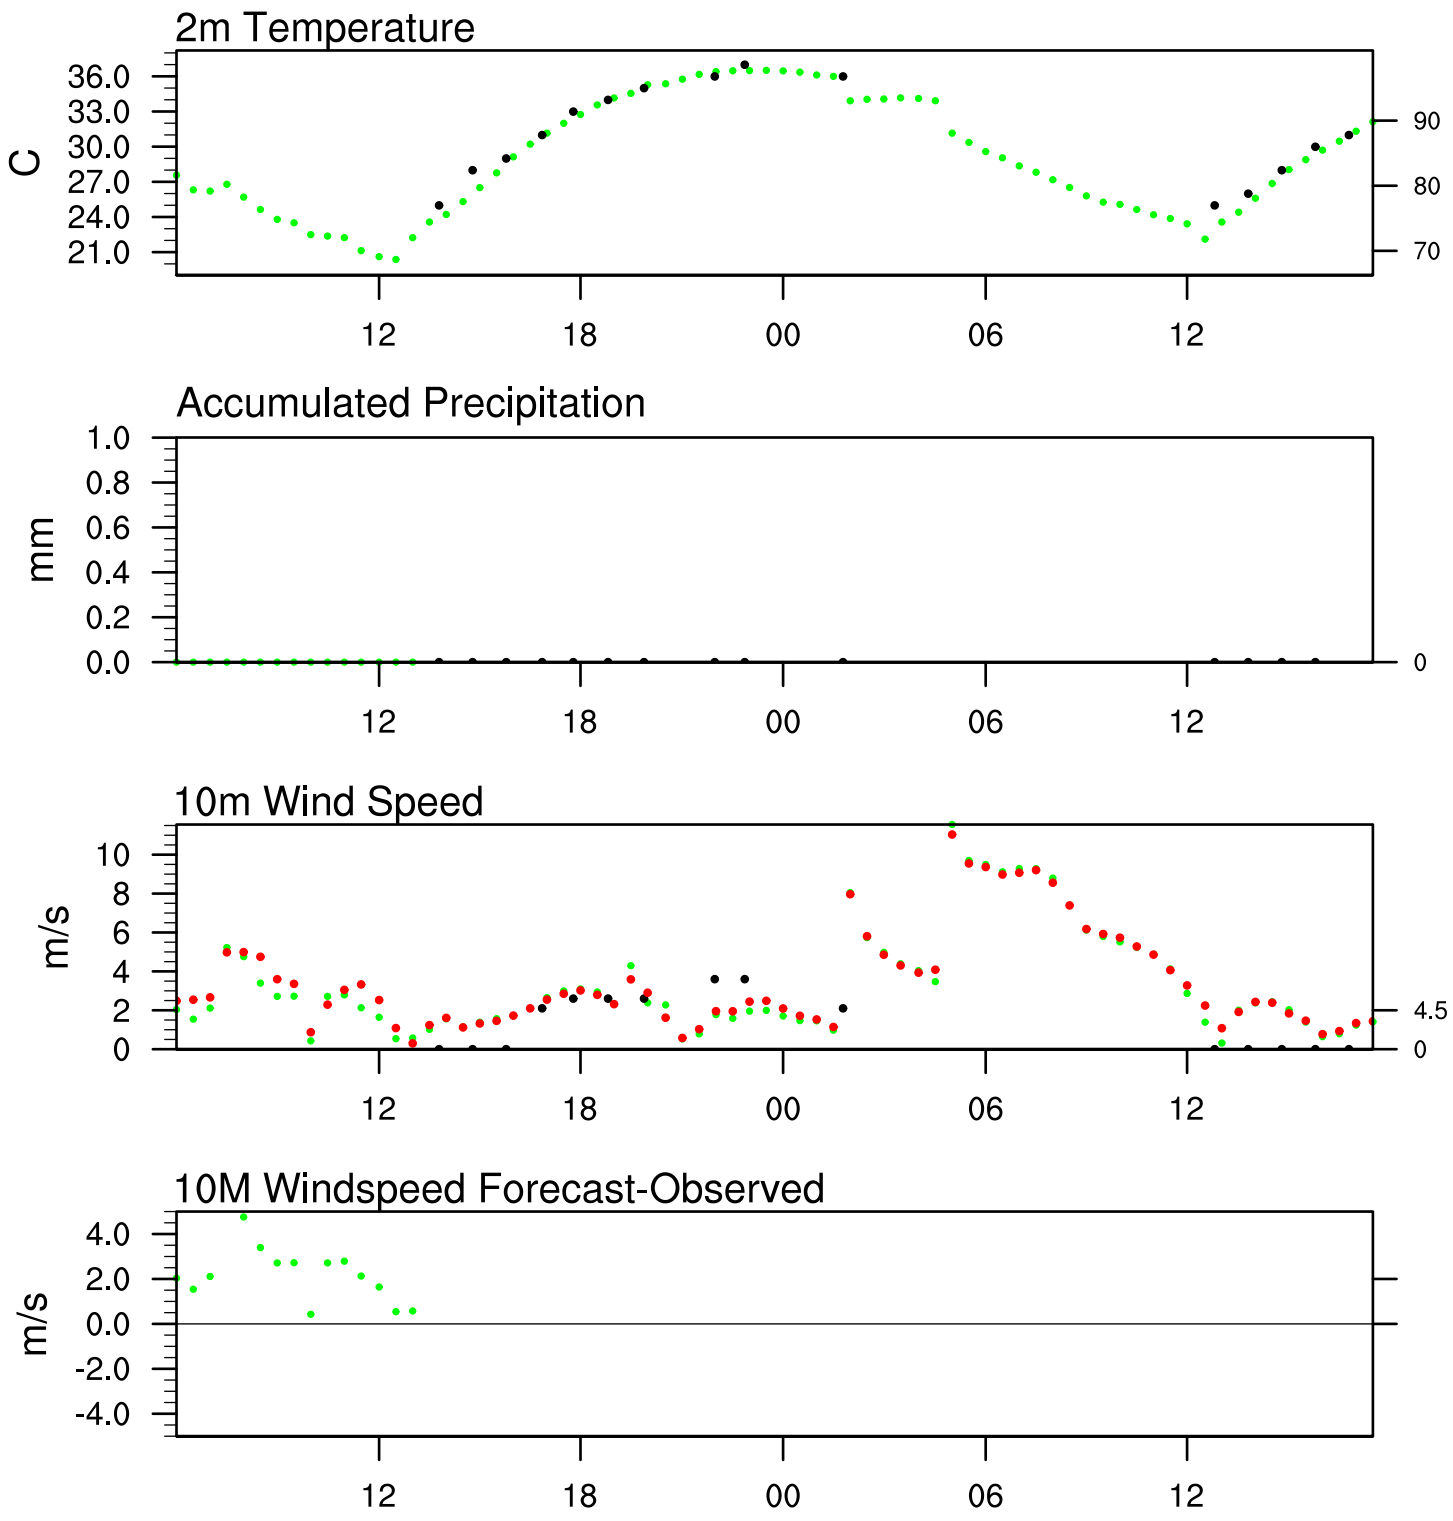 2m Temperature
36.0
33.0
30.0
27.0
24.0
21.0
C
90
80
70
12 18 00 06 12
Accumulated Precipitation
1.0
0.8
0.6
0.4
0.2
0.0
mm
0
12 18 00 06 12
10m Wind Speed
10
8
6
4
2
0
m/s
4.5
0
12 18 00 06 12
10M Windspeed Forecast-Observed
4.0
2.0
0.0
-2.0
-4.0
m/s
12 18 00 06 12